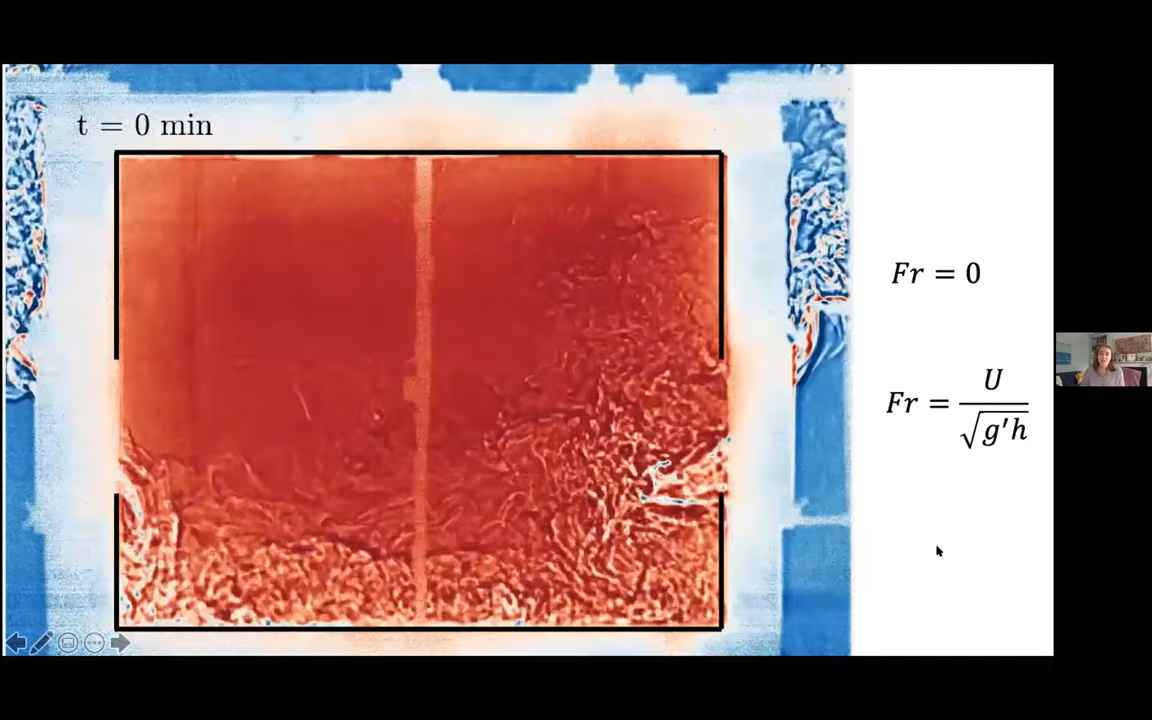 t = 0 min
Fr = 0
Fr = U / √g′h